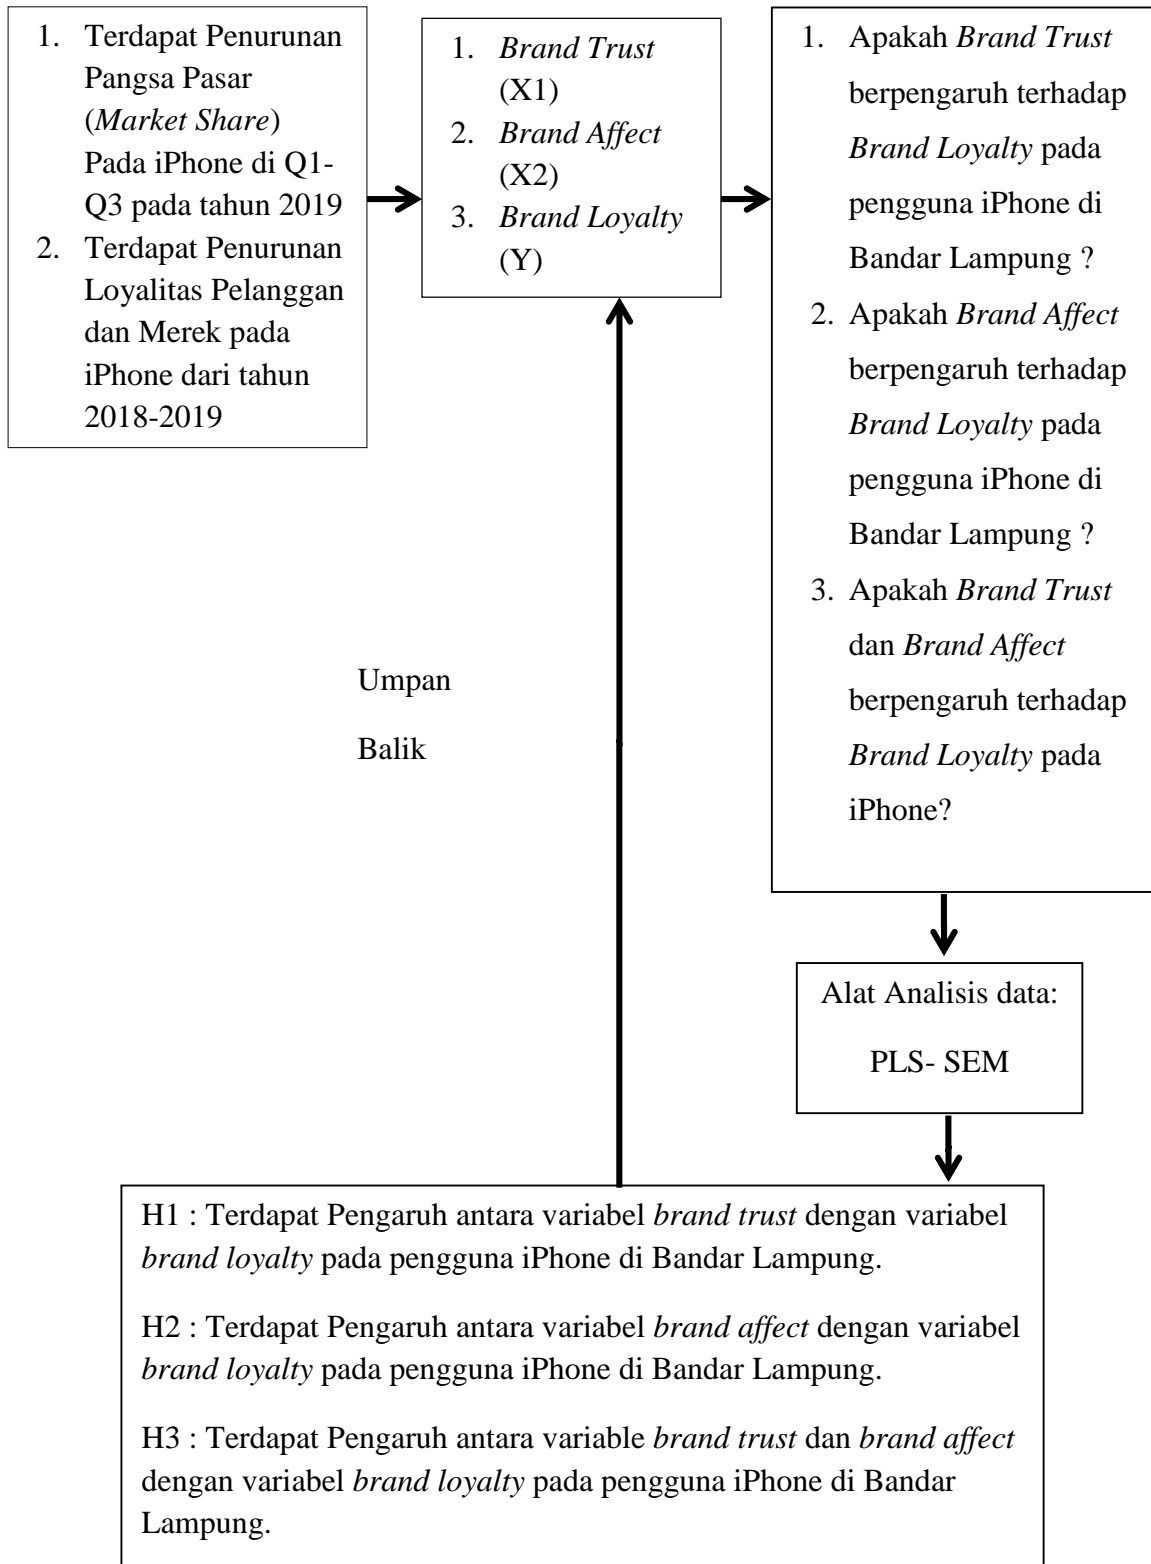 1. Terdapat Penurunan
Pangsa Pasar
(Market Share)
Pada iPhone di Q1-
Q3 pada tahun 2019
2. Terdapat Penurunan
Loyalitas Pelanggan
dan Merek pada
iPhone dari tahun
2018-2019
1. Brand Trust
(X1)
2. Brand Affect
(X2)
3. Brand Loyalty
(Y)
1. Apakah Brand Trust
berpengaruh terhadap
Brand Loyalty pada
pengguna iPhone di
Bandar Lampung ?
2. Apakah Brand Affect
berpengaruh terhadap
Brand Loyalty pada
pengguna iPhone di
Bandar Lampung ?
3. Apakah Brand Trust
dan Brand Affect
berpengaruh terhadap
Brand Loyalty pada
iPhone?
Umpan
Balik
Alat Analisis data:
PLS- SEM
H1 : Terdapat Pengaruh antara variabel brand trust dengan variabel
brand loyalty pada pengguna iPhone di Bandar Lampung.
H2 : Terdapat Pengaruh antara variabel brand affect dengan variabel
brand loyalty pada pengguna iPhone di Bandar Lampung.
H3 : Terdapat Pengaruh antara variable brand trust dan brand affect
dengan variabel brand loyalty pada pengguna iPhone di Bandar
Lampung.